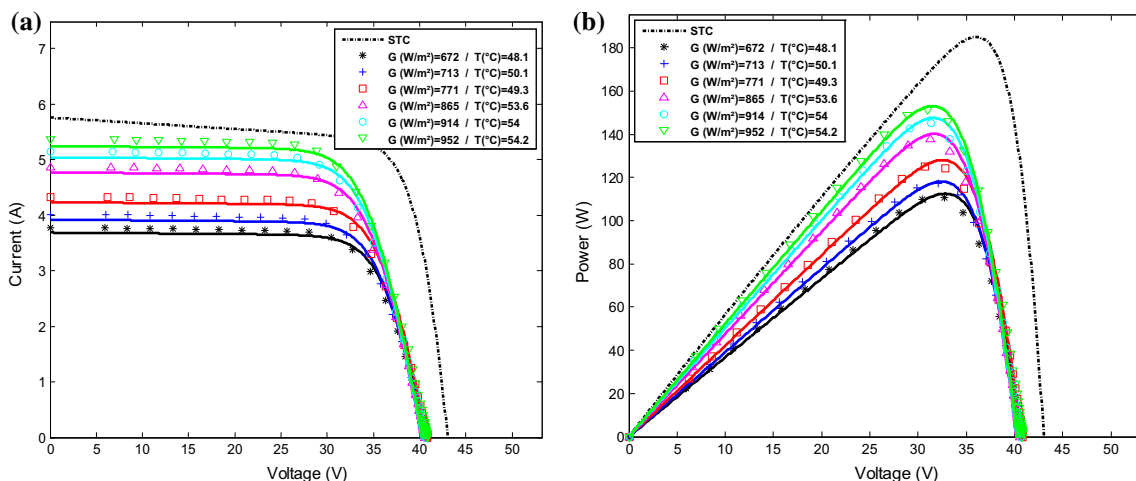 (a)
STC
G (W/m²)=672 / T(°C)=48.1
G (W/m²)=713 / T(°C)=50.1
G (W/m²)=771 / T(°C)=49.3
G (W/m²)=865 / T(°C)=53.6
G (W/m²)=914 / T(°C)=54
G (W/m²)=952 / T(°C)=54.2
7
6
5
4
3
2
1
0
Current (A)
0 5 10 15 20 25 30 35 40 45 50
Voltage (V)
(b)
STC
G (W/m²)=672 / T(°C)=48.1
G (W/m²)=713 / T(°C)=50.1
G (W/m²)=771 / T(°C)=49.3
G (W/m²)=865 / T(°C)=53.6
G (W/m²)=914 / T(°C)=54
G (W/m²)=952 / T(°C)=54.2
180
160
140
120
100
80
60
40
20
0
Power (W)
0 5 10 15 20 25 30 35 40 45 50
Voltage (V)